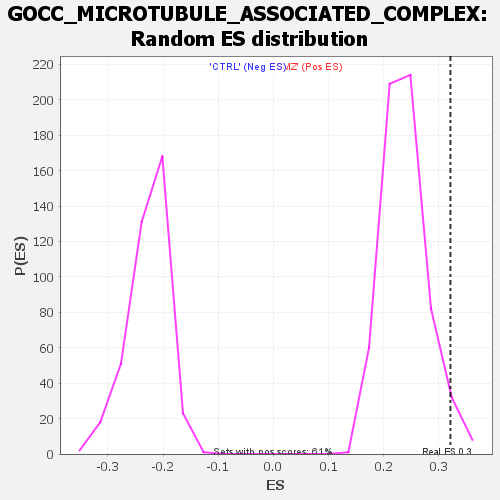 GOCC_MICROTUBULE_ASSOCIATED_COMPLEX:
Random ES distribution
'CTRL' (Neg ES) MZ' (Pos ES)
220
200
180
160
140
120
100
80
60
40
20
0
P(ES)
Sets with pos scores: 61%
Real ES 0.3
-0.3 -0.2 -0.1 0.0 0.1 0.2 0.3
ES